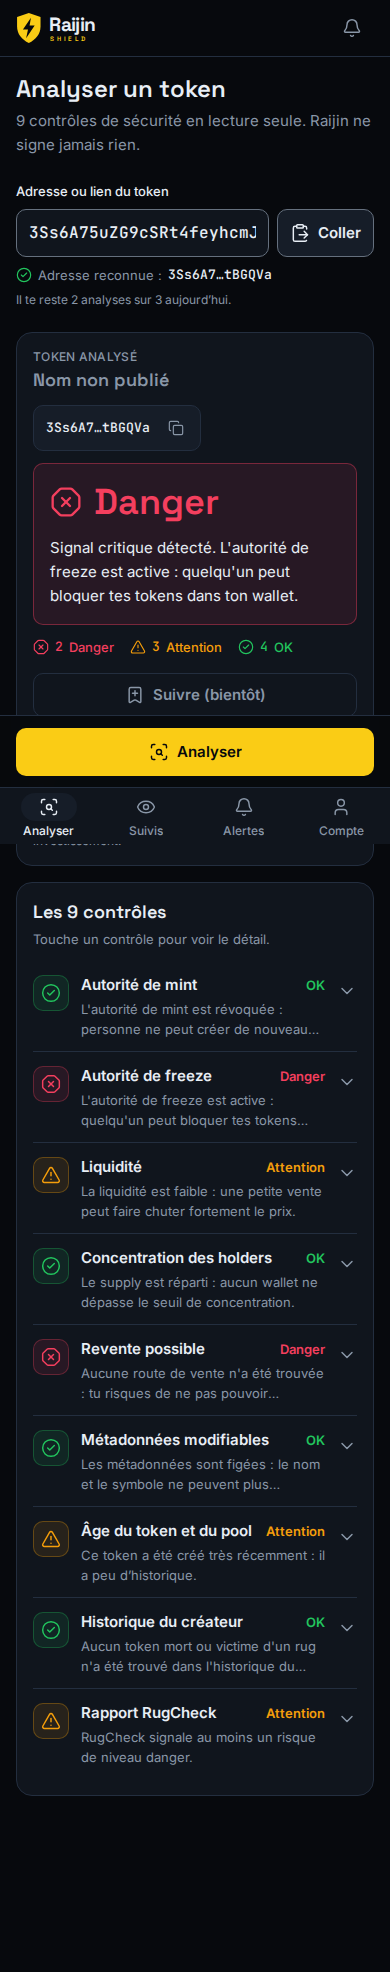 Raijin
SHIELD
Analyser un token
9 contrôles de sécurité en lecture seule. Raijin ne
signe jamais rien.
Adresse ou lien du token
3Ss6A75uZG9cSRt4feyhcmJ
Coller
Adresse reconnue : 3Ss6A7…tBGQVa
Il te reste 2 analyses sur 3 aujourd'hui.
TOKEN ANALYSÉ
Nom non publié
3Ss6A7…tBGQVa
Danger
Signal critique détecté. L'autorité de
freeze est active : quelqu'un peut
bloquer tes tokens dans ton wallet.
2 Danger 3 Attention 4 OK
Suivre (bientôt)
Analyser
Analyser Suivis Alertes Compte
Les 9 contrôles
Touche un contrôle pour voir le détail.
Autorité de mint OK
L'autorité de mint est révoquée :
personne ne peut créer de nouveau…
Autorité de freeze Danger
L'autorité de freeze est active :
quelqu'un peut bloquer tes tokens…
Liquidité Attention
La liquidité est faible : une petite vente
peut faire chuter fortement le prix.
Concentration des holders OK
Le supply est réparti : aucun wallet ne
dépasse le seuil de concentration.
Revente possible Danger
Aucune route de vente n'a été trouvée
: tu risques de ne pas pouvoir…
Métadonnées modifiables OK
Les métadonnées sont figées : le nom
et le symbole ne peuvent plus…
Âge du token et du pool Attention
Ce token a été créé très récemment : il
a peu d'historique.
Historique du créateur OK
Aucun token mort ou victime d'un rug
n'a été trouvé dans l'historique du…
Rapport RugCheck Attention
RugCheck signale au moins un risque
de niveau danger.